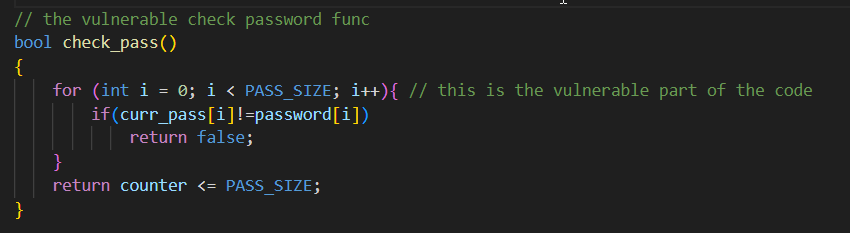 // the vulnerable check password func
bool check_pass()
{
    for (int i = 0; i < PASS_SIZE; i++){ // this is the vulnerable part of the code
        if(curr_pass[i]!=password[i])
            return false;
    }
    return counter <= PASS_SIZE;
}